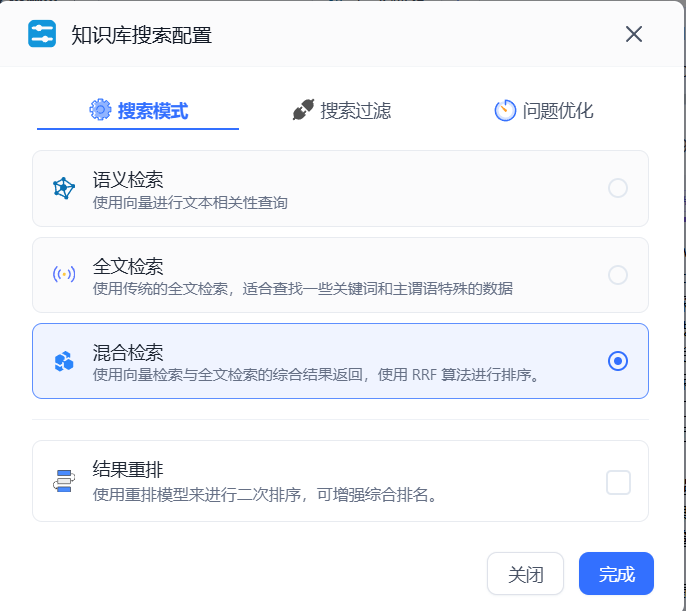 知识库搜索配置
搜索模式
搜索过滤
问题优化
语义检索
使用向量进行文本相关性查询
全文检索
使用传统的全文检索，适合查找一些关键词和主谓语特殊的数据
混合检索
使用向量检索与全文检索的综合结果返回，使用 RRF 算法进行排序。
结果重排
使用重排模型来进行二次排序，可增强综合排名。
关闭
完成